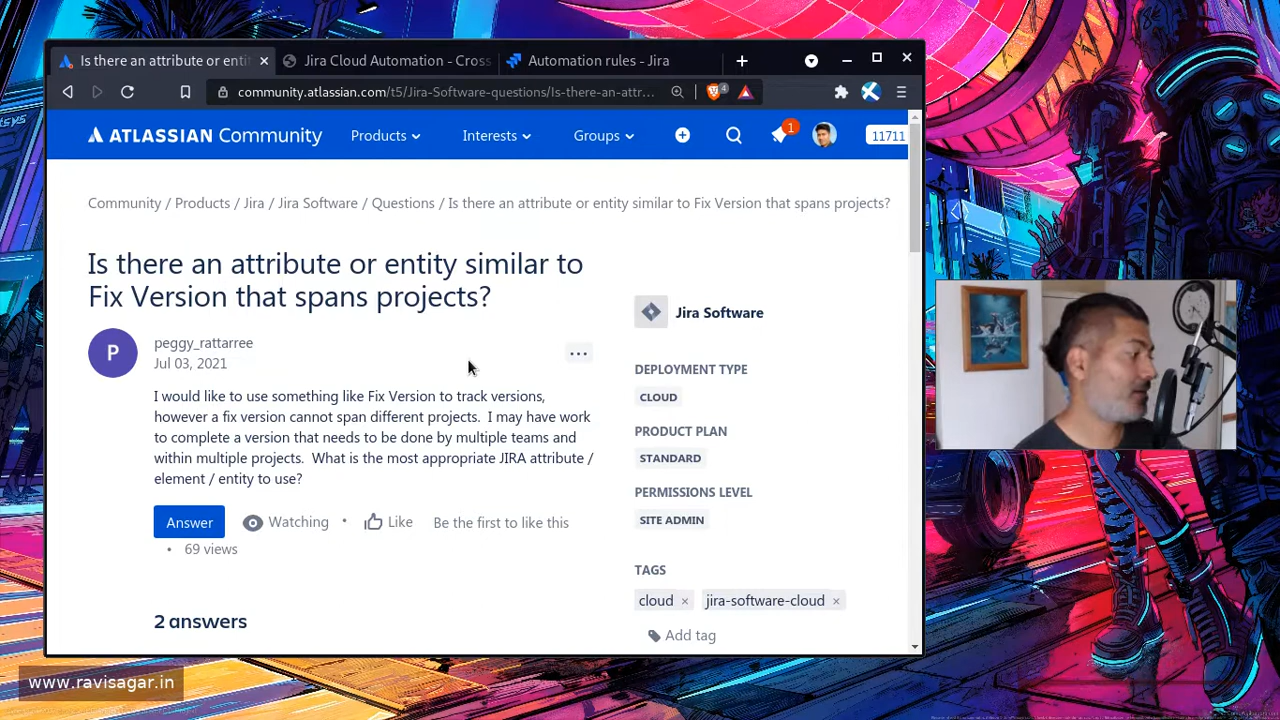 Is there an attribute or entit
Jira Cloud Automation - Cross
Automation rules - Jira
community.atlassian.com/t5/Jira-Software-questions/Is-there-an-attr...
4
ATLASSIAN Community
Products
Interests
Groups
1
11711
Community / Products / Jira / Jira Software / Questions / Is there an attribute or entity similar to Fix Version that spans projects?
Is there an attribute or entity similar to
Fix Version that spans projects?
P
peggy_rattarree
Jul 03, 2021
I would like to use something like Fix Version to track versions,
however a fix version cannot span different projects.  I may have work
to complete a version that needs to be done by multiple teams and
within multiple projects.  What is the most appropriate JIRA attribute /
element / entity to use?
Answer
Watching
•
Like
Be the first to like this
• 69 views
2 answers
Jira Software
DEPLOYMENT TYPE
CLOUD
PRODUCT PLAN
STANDARD
PERMISSIONS LEVEL
SITE ADMIN
TAGS
cloud ×
jira-software-cloud ×
Add tag
www.ravisagar.in